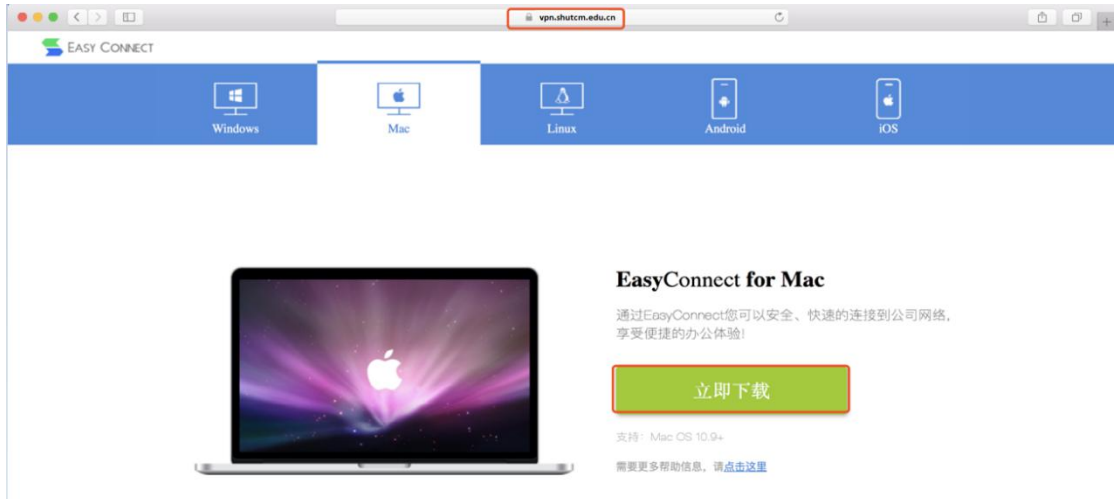 vpn.shutcm.edu.cn
EASY CONNECT
Windows
Mac
Linux
Android
iOS
EasyConnect for Mac
通过EasyConnect您可以安全、快速的连接到公司网络，
享受便捷的办公体验!
立即下载
支持：Mac OS 10.9+
需要更多帮助信息，请点击这里